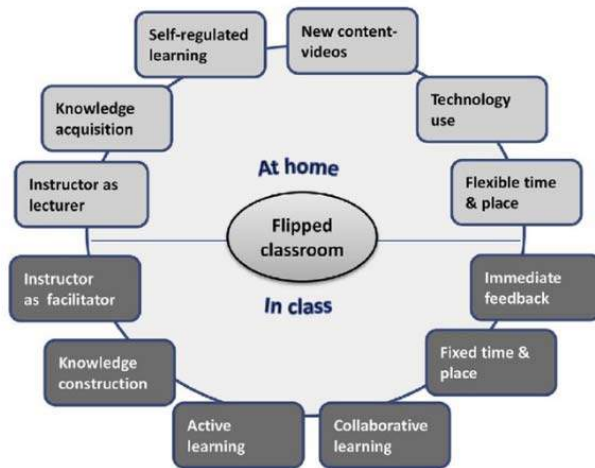 Self-regulated
learning
New content-
videos
Knowledge
acquisition
Technology
use
At home
Instructor as
lecturer
Flexible time
& place
Flipped
classroom
Instructor
as facilitator
Immediate
feedback
In class
Knowledge
construction
Fixed time &
place
Active
learning
Collaborative
learning